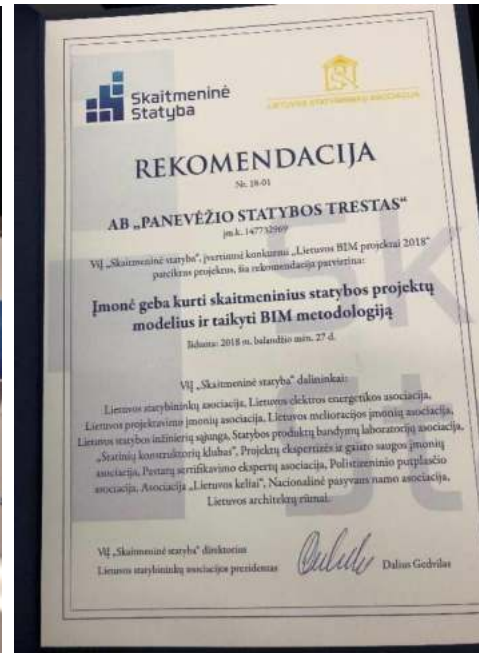 Skaitmeninė
Statyba
LIETUVOS STATYBININKŲ ASOCIACIJA
REKOMENDACIJA
Nr. 18-01
AB „PANEVĖŽIO STATYBOS TRESTAS“
įm.k. 147732969
VšĮ „Skaitmeninė statyba“, įvertinusi konkursui „Lietuvos BIM projektai 2018“
pateiktus projektus, šia rekomendacija patvirtina:
Įmonė geba kurti skaitmeninius statybos projektų
modelius ir taikyti BIM metodologiją
Išduota: 2018 m. balandžio mėn. 27 d.
VšĮ „Skaitmeninė statyba“ dalininkai:
Lietuvos statybininkų asociacija, Lietuvos elektros energetikos asociacija,
Lietuvos projektavimo įmonių asociacija, Lietuvos melioracijos įmonių asociacija,
Lietuvos statybos inžinierių sąjunga, Statybos produktų bandymų laboratorijų asociacija,
„Statinių konstruktorių klubas“, Projektų ekspertizės ir gaisro saugos įmonių
asociacija, Pastatų sertifikavimo ekspertų asociacija, Polistireninio putplasčio
asociacija, Asociacija „Lietuvos keliai“, Nacionalinė pasyvaus namo asociacija,
Lietuvos architektų rūmai.
VšĮ „Skaitmeninė statyba“ direktorius
Lietuvos statybininkų asociacijos prezidentas
Dalius Gedvilas